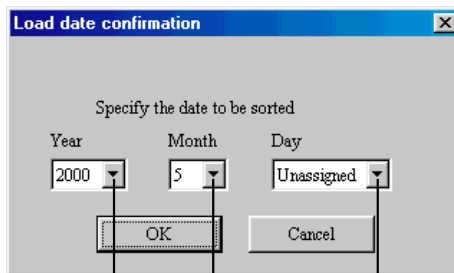 Load date confirmation
Specify the date to be sorted
Year Month Day
2000 5 Unassigned
OK Cancel